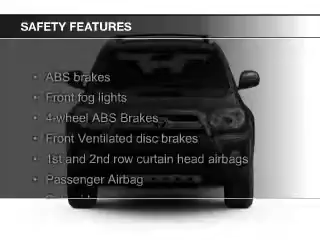 SAFETY FEATURES
• ABS brakes
• Front fog lights
• 4-wheel ABS Brakes
• Front Ventilated disc brakes
• 1st and 2nd row curtain head airbags
• Passenger Airbag